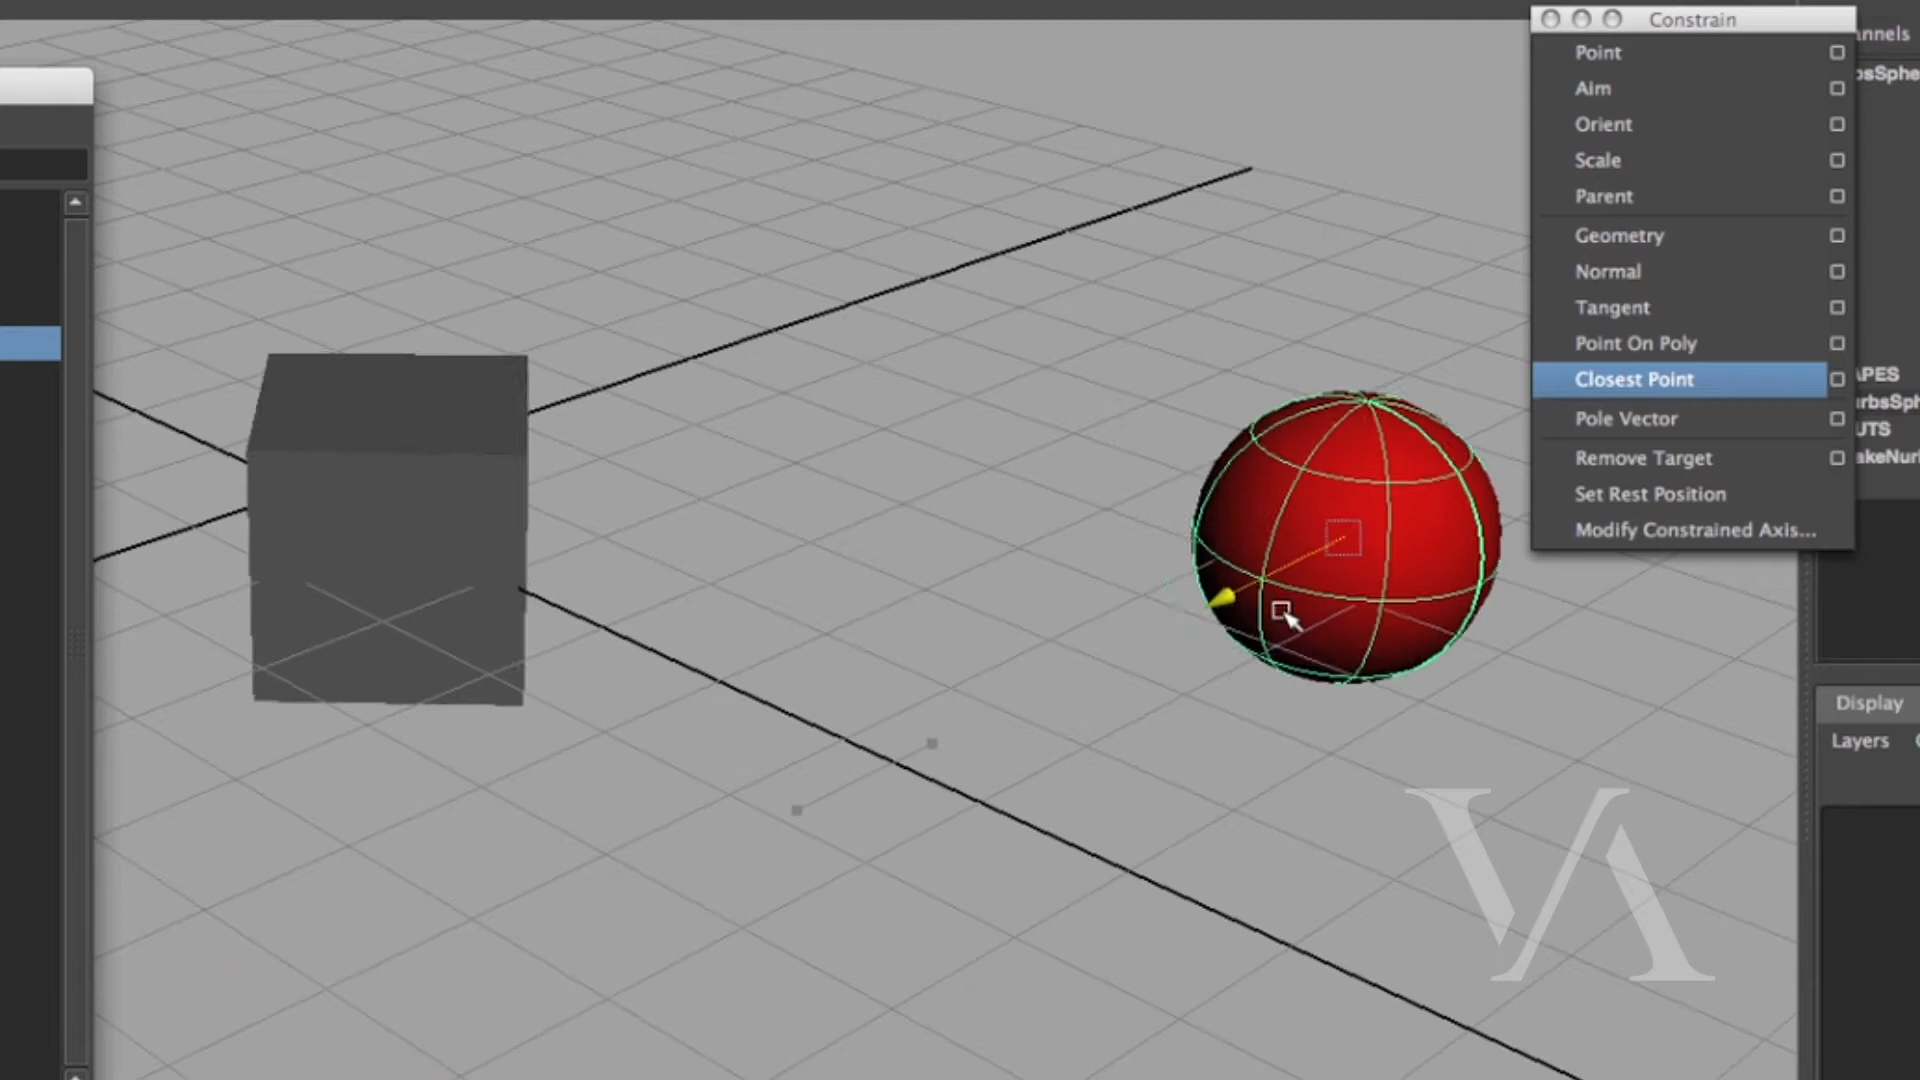 Constrain
Point
Aim
Orient
Scale
Parent
Geometry
Normal
Tangent
Point On Poly
Closest Point
Pole Vector
Remove Target
Set Rest Position
Modify Constrained Axis...
Display
Layers
VA